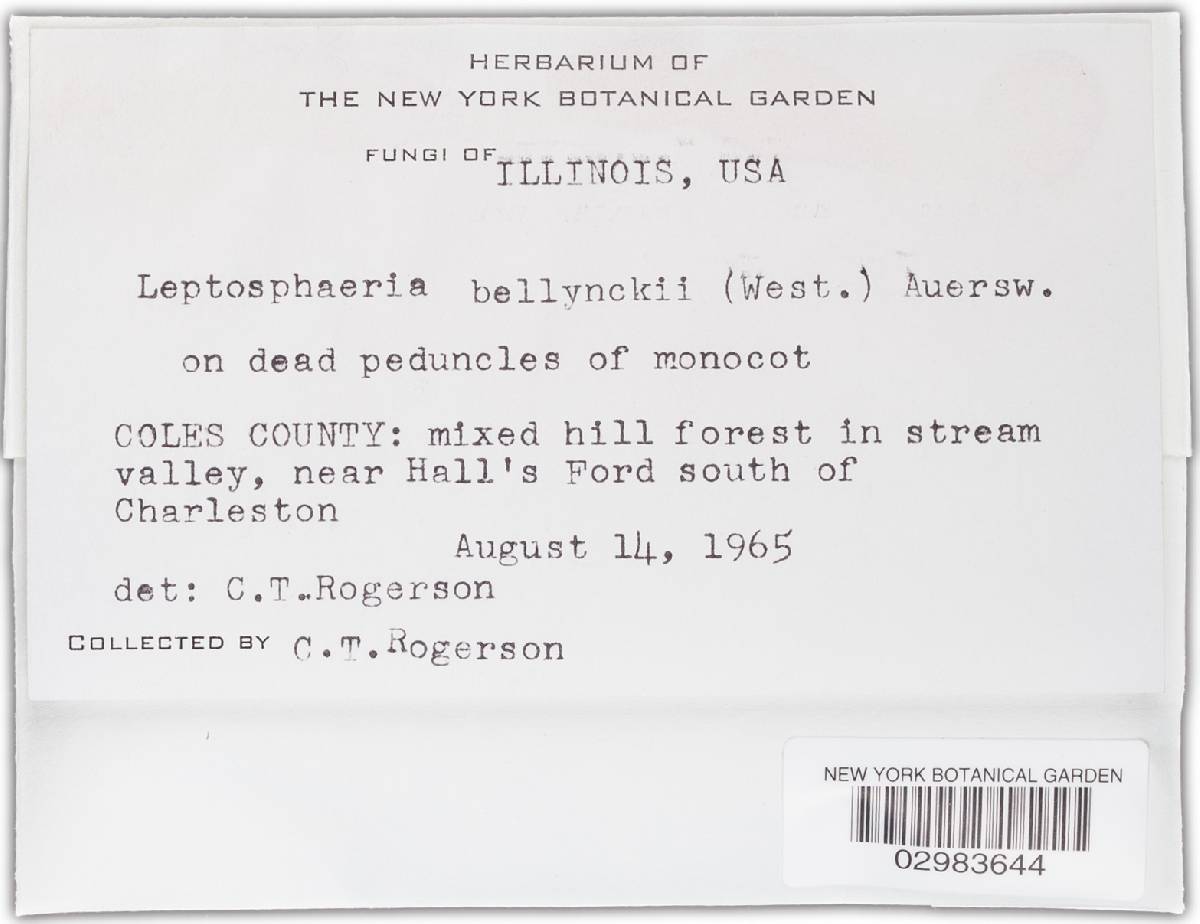 HERBARIUM OF
THE NEW YORK BOTANICAL GARDEN
FUNGI OF ILLINOIS, USA
Leptosphaeria bellynckii (West.) Auersw.
on dead peduncles of monocot
COLES COUNTY: mixed hill forest in stream
valley, near Hall's Ford south of
Charleston
August 14, 1965
det: C.T..Rogerson
COLLECTED BY C.T.Rogerson
NEW YORK BOTANICAL GARDEN
02983644